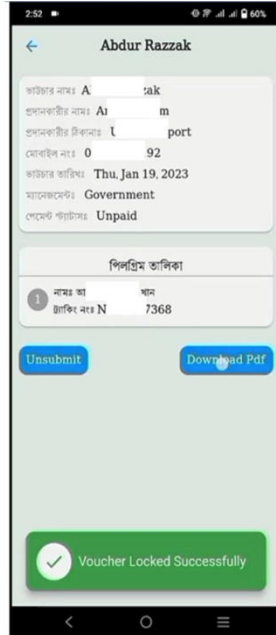 2:52 60%
Abdur Razzak
ভাউচার নামঃ A zak
প্রদানকারীর নামঃ A m
প্রদানকারীর ঠিকানাঃ port
মোবাইল নংঃ 0 92
ভাউচার তারিখঃ Thu, Jan 19, 2023
ম্যানেজমেন্টঃ Government
পেমেন্ট স্ট্যাটাসঃ Unpaid
পিলগ্রিম তালিকা
1
নামঃ আ খান
ট্র্যাকিং নংঃ N 7368
Unsubmit
Download Pdf
Voucher Locked Successfully